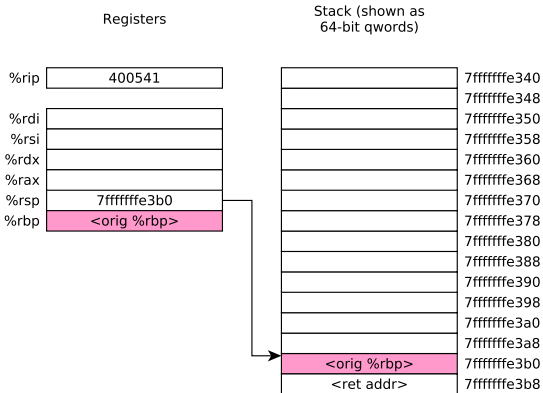 Registers
Stack (shown as
64-bit qwords)
%rip 400541
%rdi
%rsi
%rdx
%rax
%rsp 7fffffffe3b0
%rbp <orig %rbp>
7fffffffe340
7fffffffe348
7fffffffe350
7fffffffe358
7fffffffe360
7fffffffe368
7fffffffe370
7fffffffe378
7fffffffe380
7fffffffe388
7fffffffe390
7fffffffe398
7fffffffe3a0
7fffffffe3a8
<orig %rbp> 7fffffffe3b0
<ret addr> 7fffffffe3b8